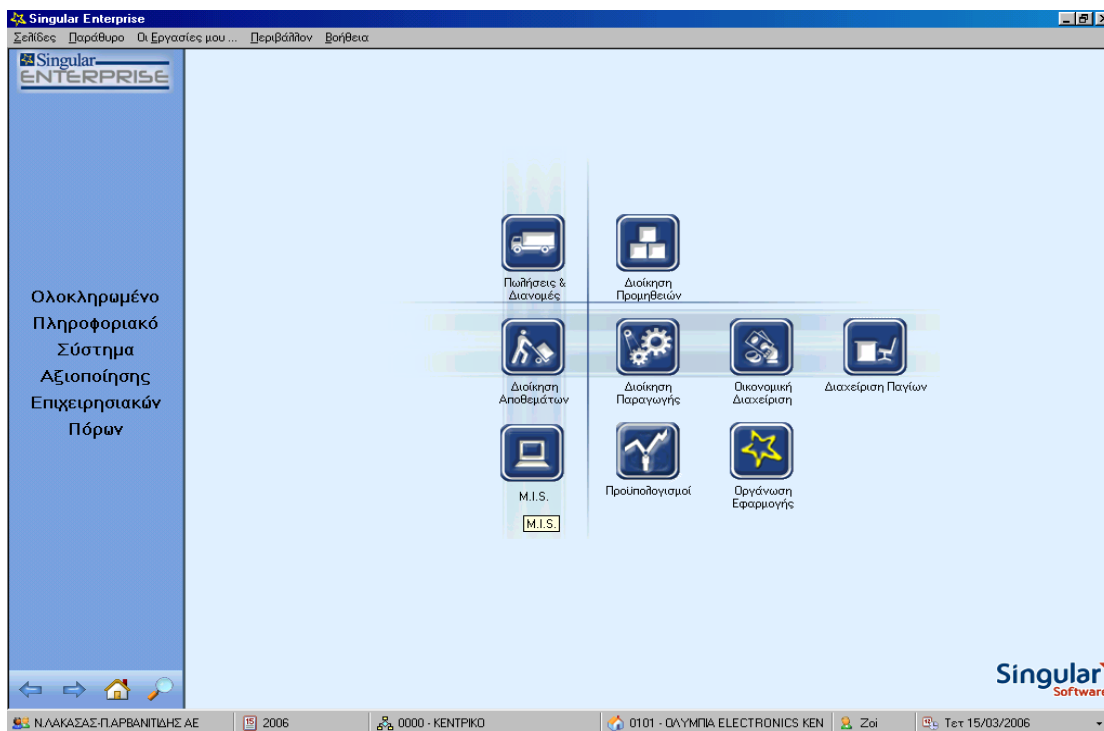 Singular Enterprise
Σελίδες Παράθυρο Οι Εργασίες μου ... Περιβάλλον Βοήθεια
Singular
ENTERPRISE
Ολοκληρωμένο
Πληροφοριακό
Σύστημα
Αξιοποίησης
Επιχειρησιακών
Πόρων
Πωλήσεις &
Διανομές
Διοίκηση
Προμηθειών
Διοίκηση
Αποθεμάτων
Διοίκηση
Παραγωγής
Οικονομική
Διαχείριση
Διαχείριση Παγίων
M.I.S.
Προϋπολογισμοί
Οργάνωση
Εφαρμογής
M.I.S.
Singular
Software
Ν.ΛΑΚΑΣΑΣ-Π.ΑΡΒΑΝΙΤΙΔΗΣ ΑΕ 15 2006 0000 - ΚΕΝΤΡΙΚΟ 0101 - ΟΛΥΜΠΙΑ ELECTRONICS ΚΕΝ Zoi 12 Τετ 15/03/2006